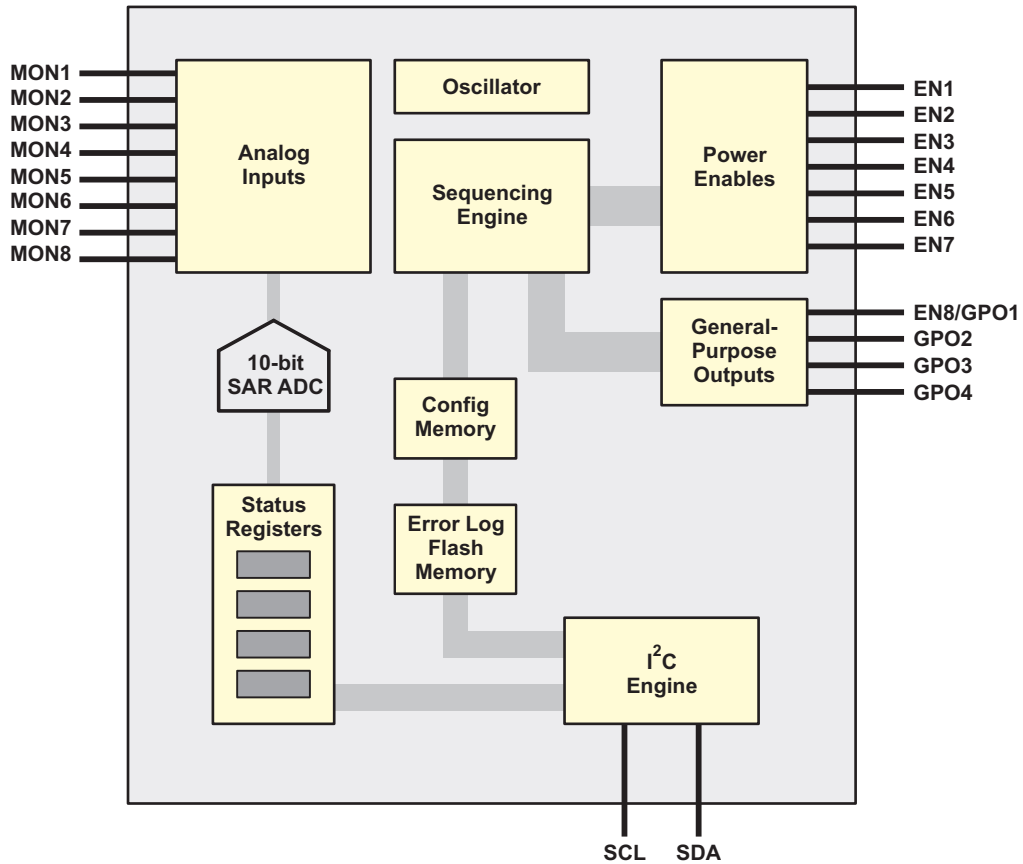 MON1
MON2
MON3
MON4
MON5
MON6
MON7
MON8
Analog
Inputs
Oscillator
Sequencing
Engine
Power
Enables
EN1
EN2
EN3
EN4
EN5
EN6
EN7
General-
Purpose
Outputs
EN8/GPO1
GPO2
GPO3
GPO4
10-bit
SAR ADC
Config
Memory
Status
Registers
Error Log
Flash
Memory
I²C
Engine
SCL
SDA